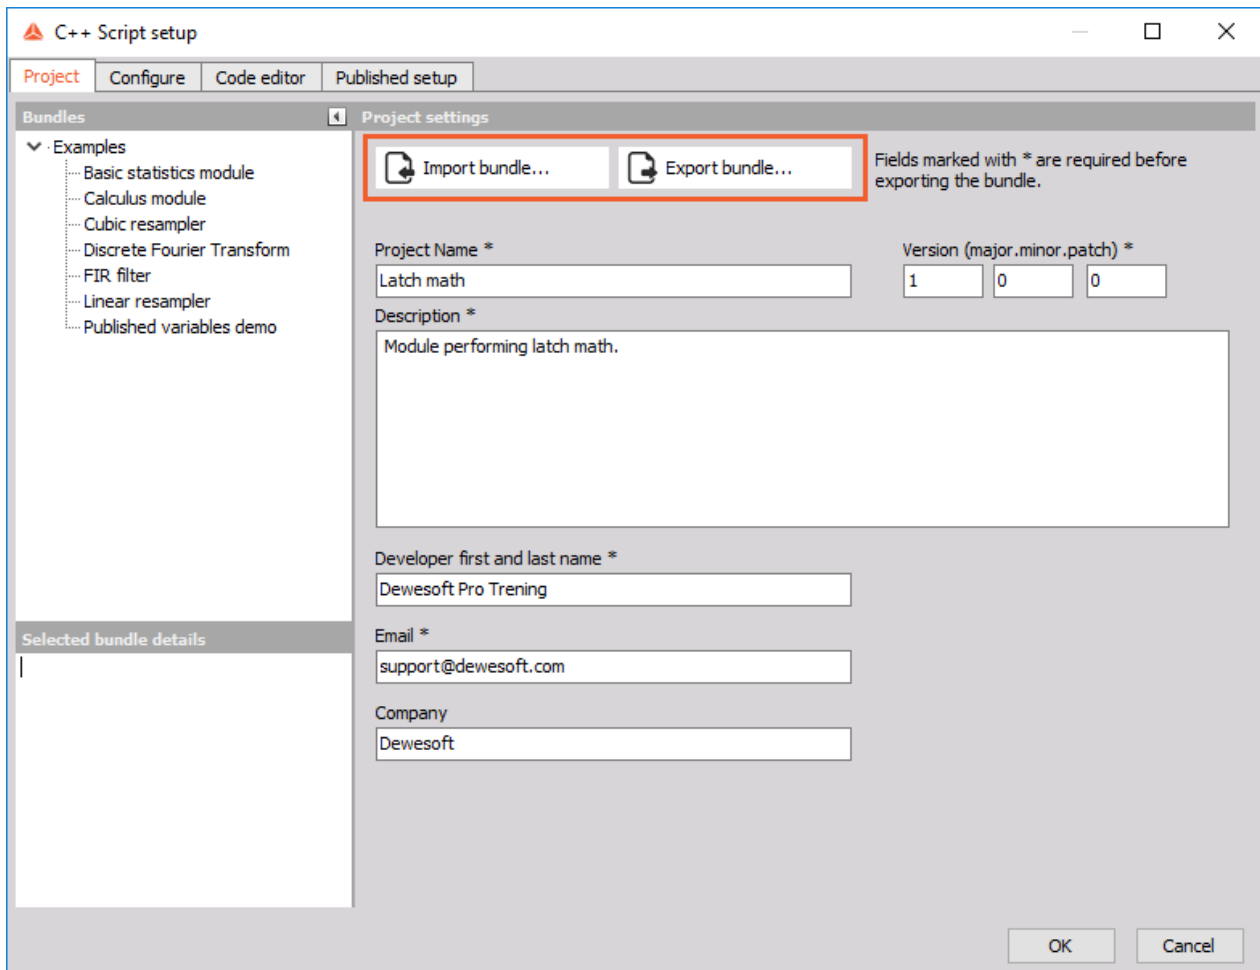 C++ Script setup
Project
Configure
Code editor
Published setup
Bundles
Examples
Basic statistics module
Calculus module
Cubic resampler
Discrete Fourier Transform
FIR filter
Linear resampler
Published variables demo
Selected bundle details
Project settings
Import bundle...
Export bundle...
Fields marked with * are required before
exporting the bundle.
Project Name *
Latch math
Version (major.minor.patch) *
1
0
0
Description *
Module performing latch math.
Developer first and last name *
Dewesoft Pro Trening
Email *
support@dewesoft.com
Company
Dewesoft
OK
Cancel